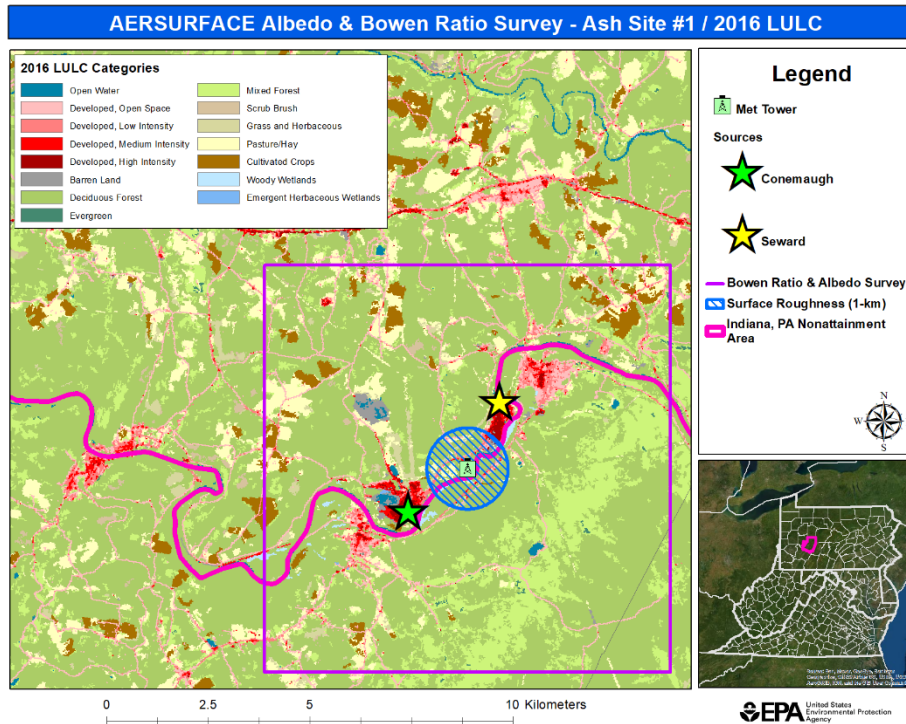 AERSURFACE Albedo & Bowen Ratio Survey - Ash Site #1 / 2016 LULC
2016 LULC Categories
Open Water
Developed, Open Space
Developed, Low Intensity
Developed, Medium Intensity
Developed, High Intensity
Barren Land
Deciduous Forest
Evergreen
Mixed Forest
Scrub Brush
Grass and Herbaceous
Pasture/Hay
Cultivated Crops
Woody Wetlands
Emergent Herbaceous Wetlands
Legend
Met Tower
Sources
Conemaugh
Seward
Bowen Ratio & Albedo Survey
Surface Roughness (1-km)
Indiana, PA Nonattainment
Area
N
W E
S
0 2.5 5 10 Kilometers
EPA
United States
Environmental Protection
Agency